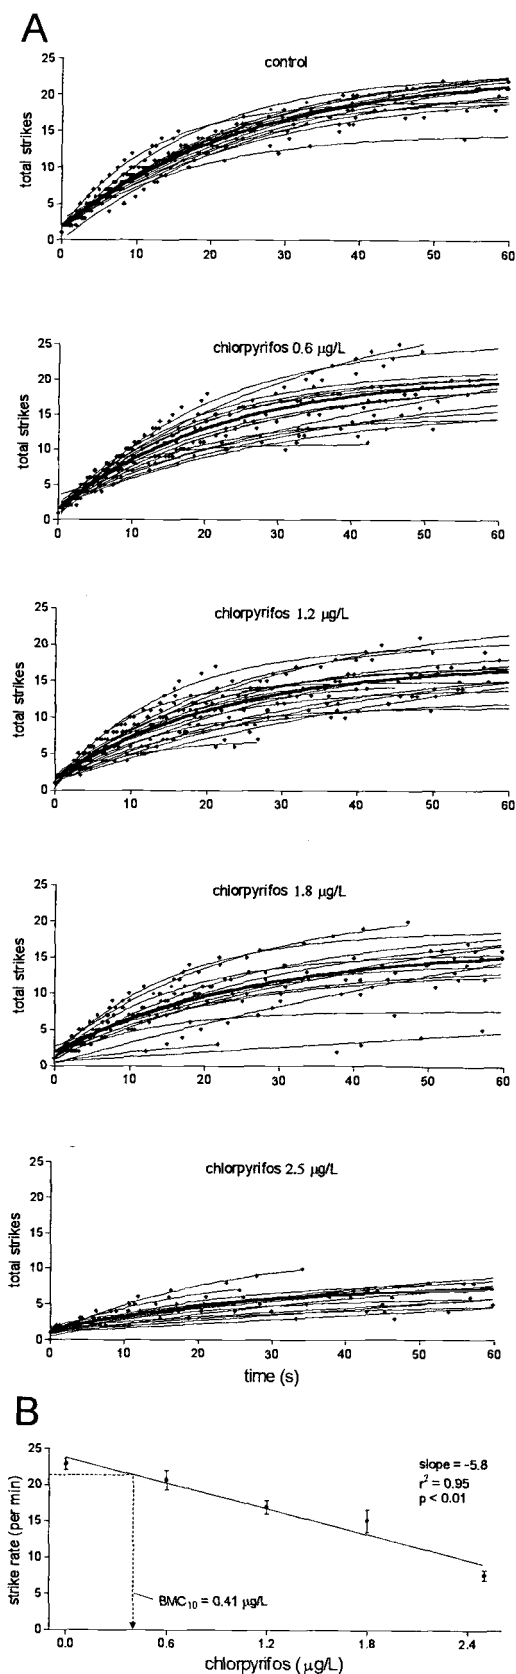 A
control
25
20
15
10
5
0
total strikes
0 10 20 30 40 50 60
chlorpyrifos 0.6 µg/L
25
20
15
10
5
0
total strikes
0 10 20 30 40 50 60
chlorpyrifos 1.2 µg/L
25
20
15
10
5
0
total strikes
0 10 20 30 40 50 60
chlorpyrifos 1.8 µg/L
25
20
15
10
5
0
total strikes
0 10 20 30 40 50 60
chlorpyrifos 2.5 µg/L
25
20
15
10
5
0
total strikes
0 10 20 30 40 50 60
time (s)
B
25
20
15
10
5
0
strike rate (per min)
slope = -5.8
r² = 0.95
p < 0.01
BMC₁₀ = 0.41 µg/L
0.0 0.6 1.2 1.8 2.4
chlorpyrifos (µg/L)